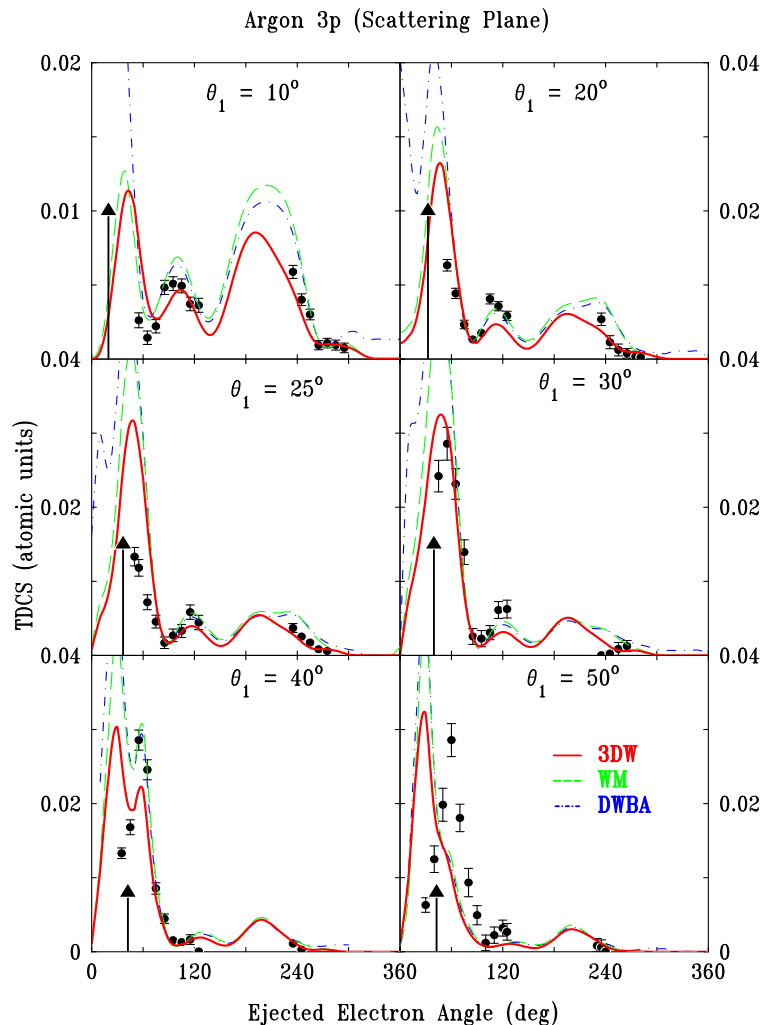 Argon 3p (Scattering Plane)
0.02
0.04
θ₁ = 10°
θ₁ = 20°
0.01
0.02
0.04
0.04
θ₁ = 25°
θ₁ = 30°
TDCS (atomic units)
0.02
0.02
0.04
0.04
θ₁ = 40°
θ₁ = 50°
3DW
WM
DWBA
0.02
0.02
0
0
0 120 240 360 120 240 360
Ejected Electron Angle (deg)